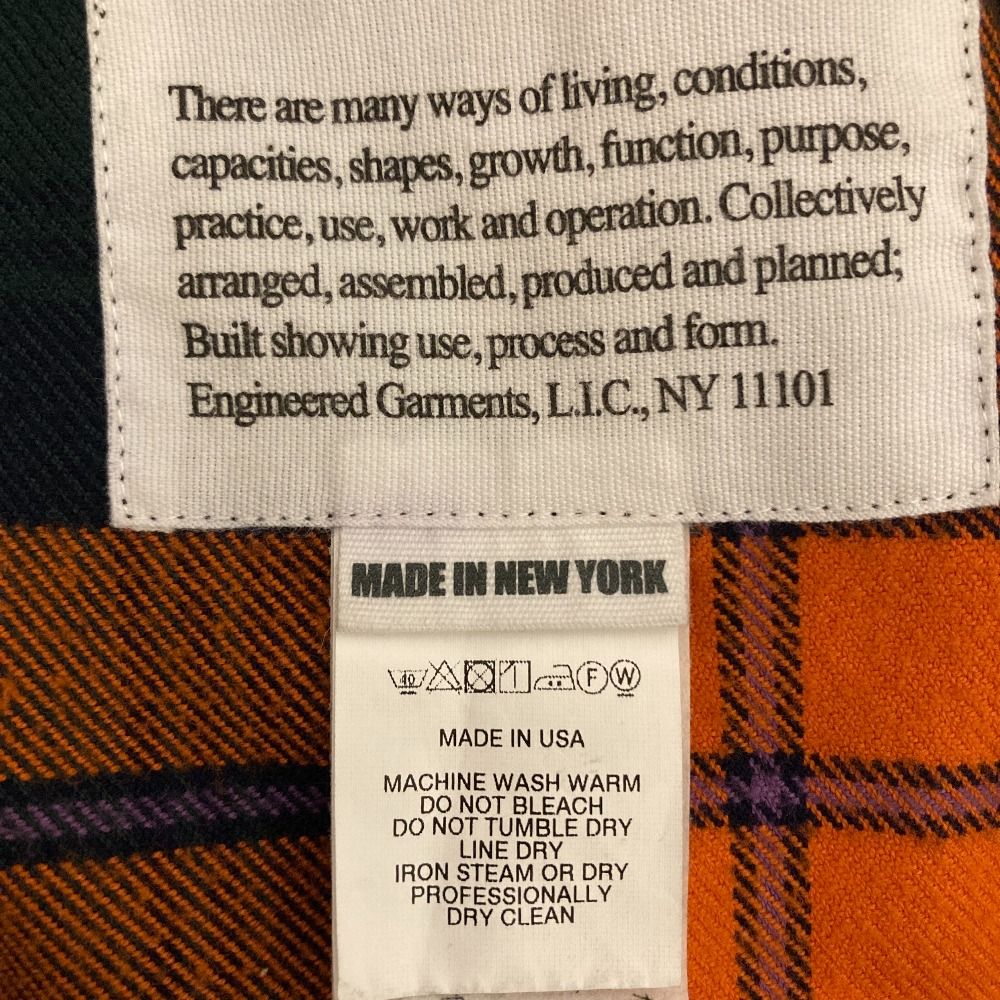 There are many ways of living, conditions,
capacities, shapes, growth, function, purpose,
practice, use, work and operation. Collectively
arranged, assembled, produced and planned;
Built showing use, process and form.
Engineered Garments, L.I.C., NY 11101
MADE IN NEW YORK
40 F W
MADE IN USA
MACHINE WASH WARM
DO NOT BLEACH
DO NOT TUMBLE DRY
LINE DRY
IRON STEAM OR DRY
PROFESSIONALLY
DRY CLEAN